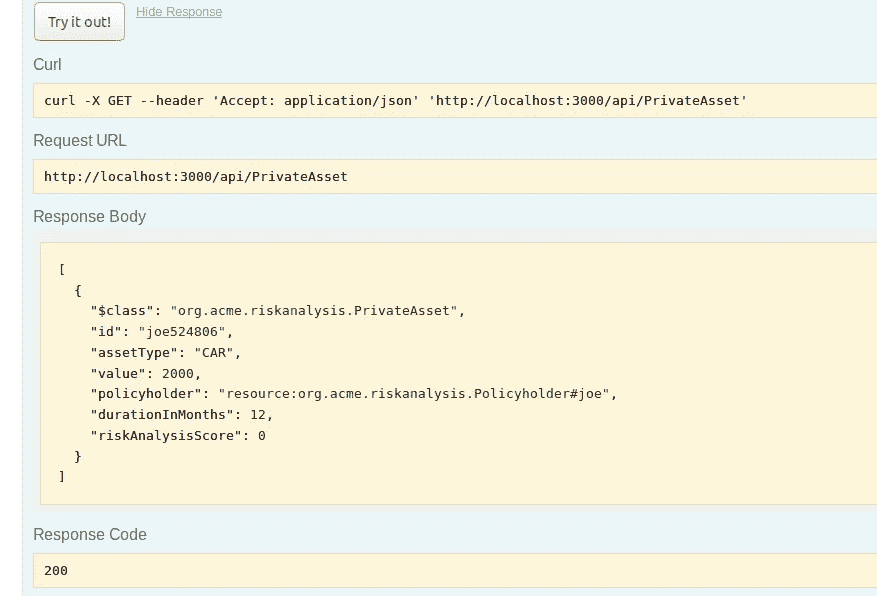 Try it out! Hide Response
Curl
curl -X GET --header 'Accept: application/json' 'http://localhost:3000/api/PrivateAsset'
Request URL
http://localhost:3000/api/PrivateAsset
Response Body
[
  {
    "$class": "org.acme.riskanalysis.PrivateAsset",
    "id": "joe524806",
    "assetType": "CAR",
    "value": 2000,
    "policyholder": "resource:org.acme.riskanalysis.Policyholder#joe",
    "durationInMonths": 12,
    "riskAnalysisScore": 0
  }
]
Response Code
200